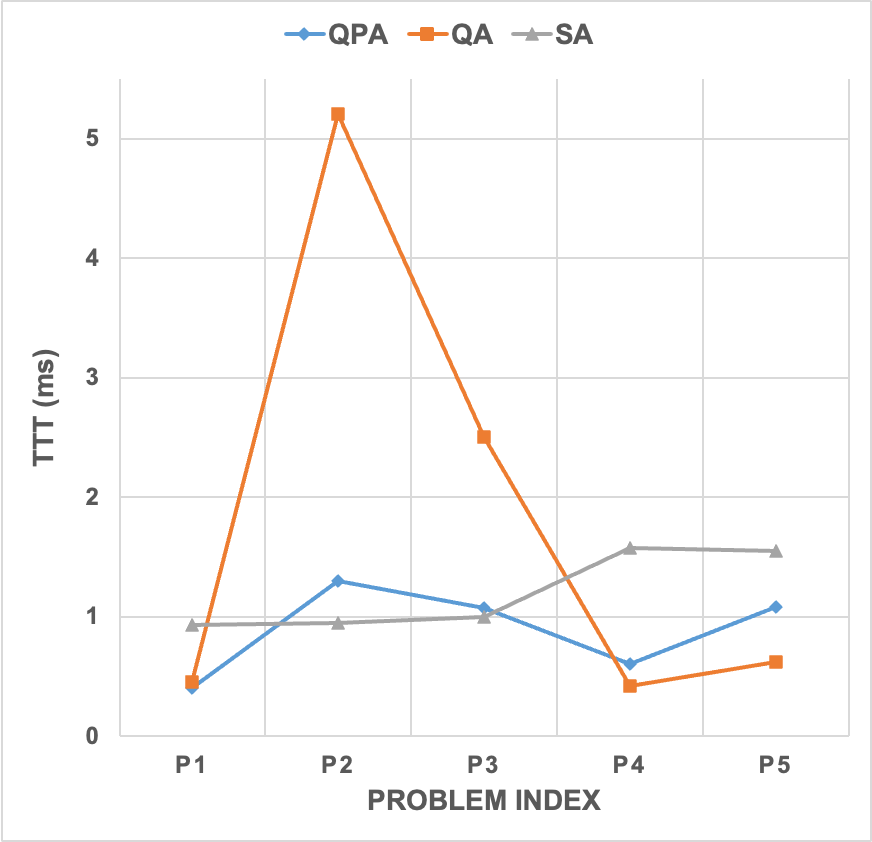 QPA QA SA
5
4
3
2
1
0
TTT (ms)
P1 P2 P3 P4 P5
PROBLEM INDEX